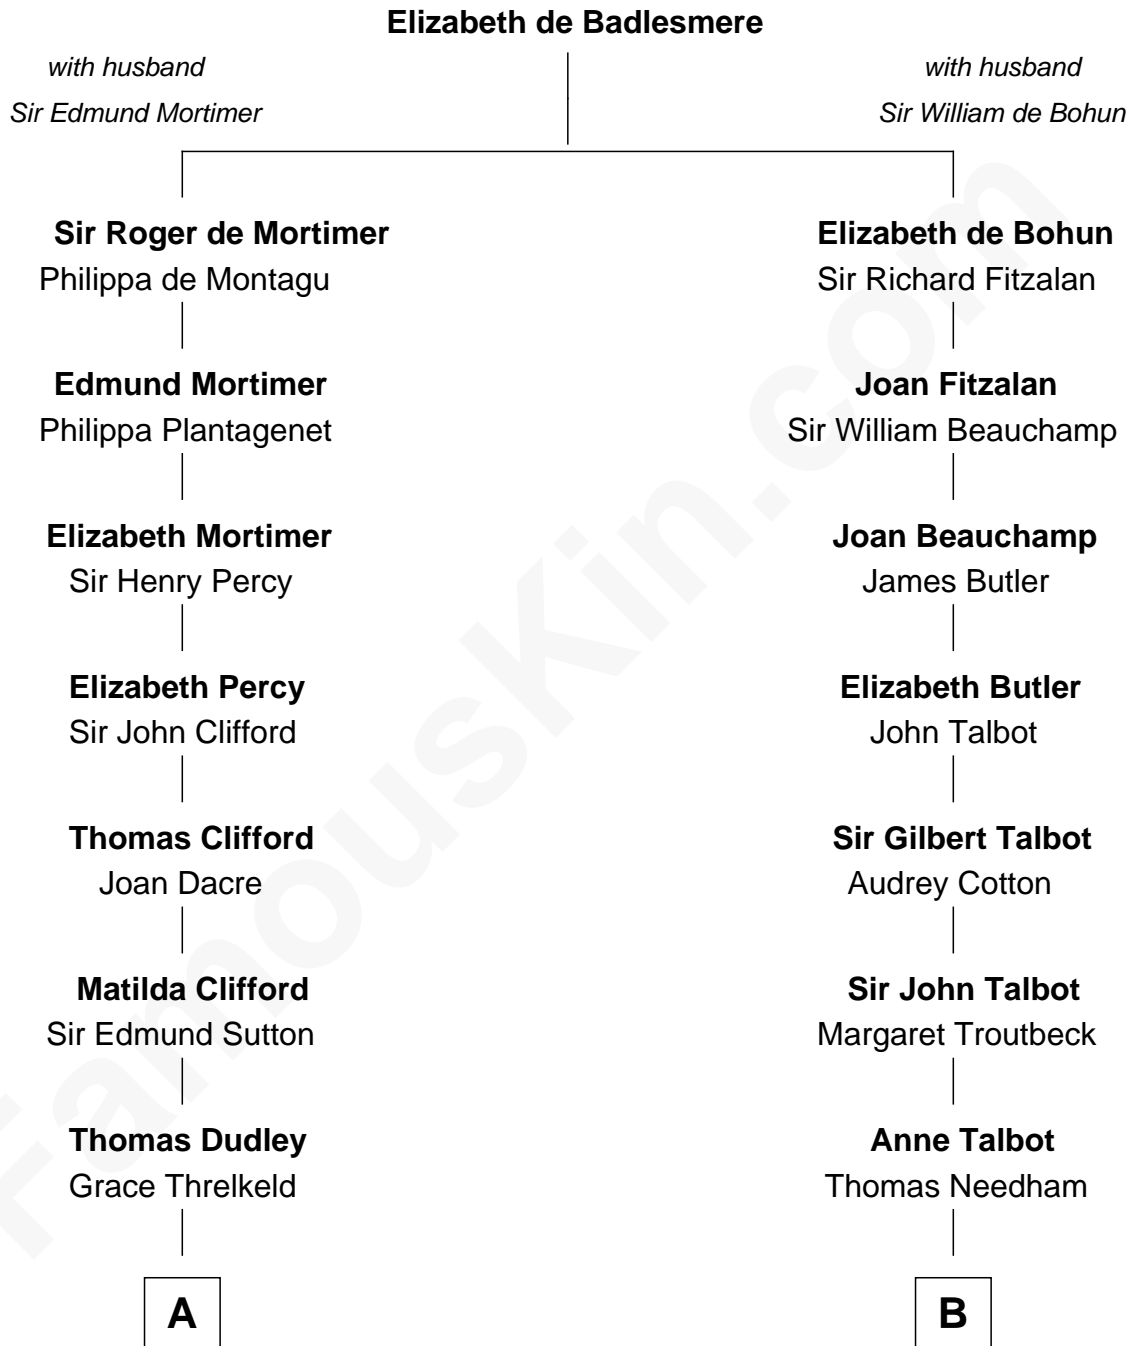 Elizabeth de Badlesmere
with husband
Sir Edmund Mortimer
with husband
Sir William de Bohun
Sir Roger de Mortimer
Philippa de Montagu
Elizabeth de Bohun
Sir Richard Fitzalan
Edmund Mortimer
Philippa Plantagenet
Joan Fitzalan
Sir William Beauchamp
Elizabeth Mortimer
Sir Henry Percy
Joan Beauchamp
James Butler
Elizabeth Percy
Sir John Clifford
Elizabeth Butler
John Talbot
Thomas Clifford
Joan Dacre
Sir Gilbert Talbot
Audrey Cotton
Matilda Clifford
Sir Edmund Sutton
Sir John Talbot
Margaret Troutbeck
Thomas Dudley
Grace Threlkeld
Anne Talbot
Thomas Needham
A
B
FamousKin.com